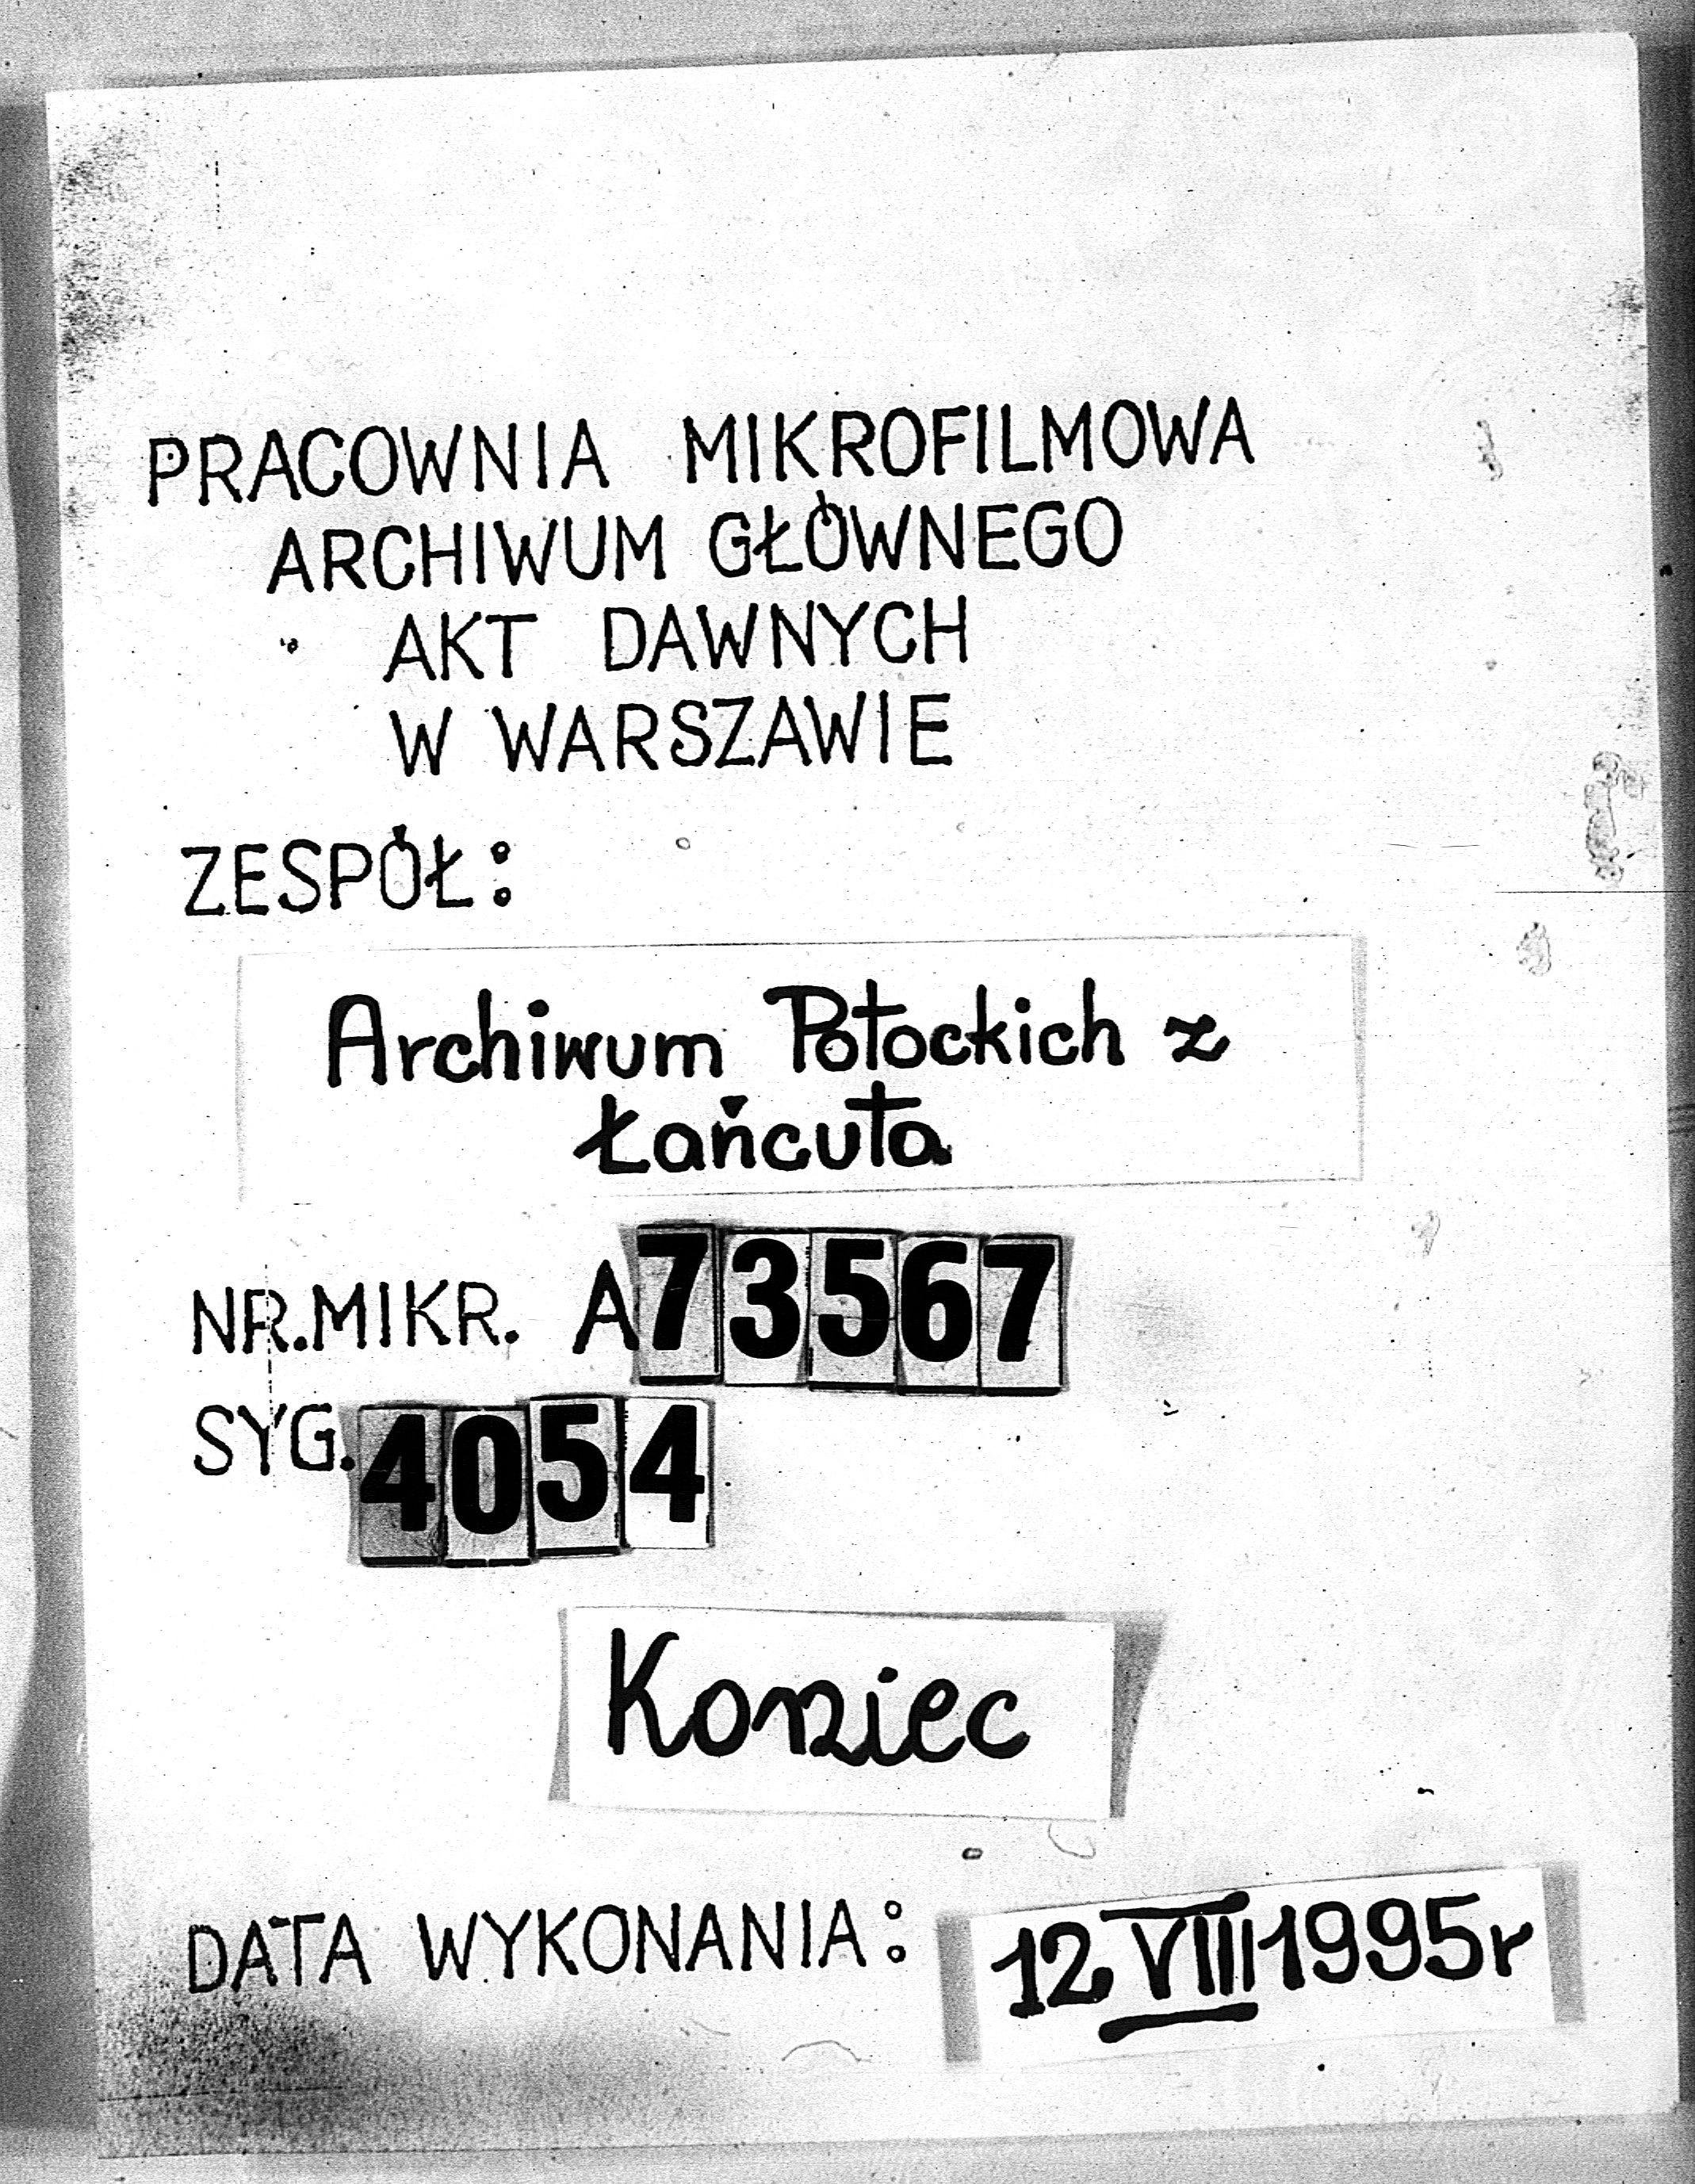 PRACOWNIA MIKROFILMOWA
ARCHIWUM GŁÓWNEGO
AKT DAWNYCH
W WARSZAWIE
ZESPÓŁ:
Archiwum Potockich z
Łańcuta
NR.MIKR. A73567
SYG.4054
Koniec
DATA WYKONANIA: 12 VIII 1995r